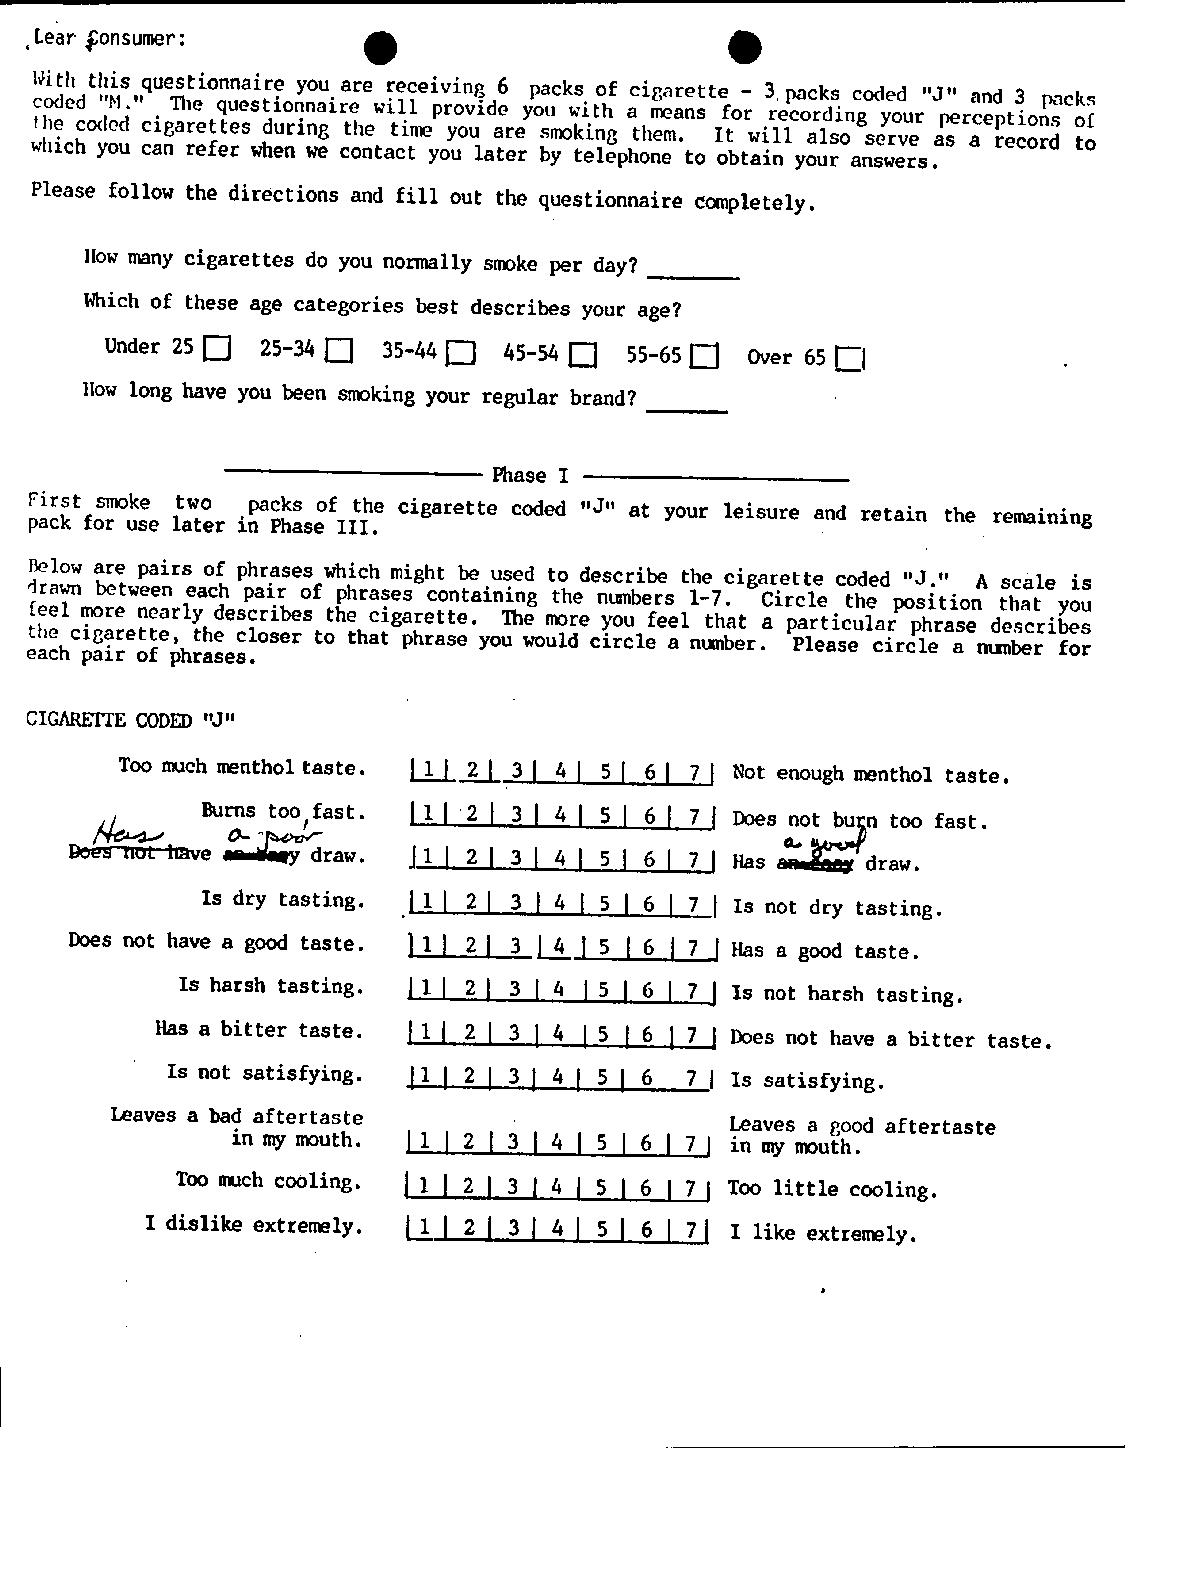 Lear Consumer:
With this questionnaire you are receiving 6 packs of cigarette - 3 packs coded "J" and 3 packs
coded "M." The questionnaire will provide you with a means for recording your perceptions of
the coded cigarettes during the time you are smoking them. It will also serve as a record to
which you can refer when we contact you later by telephone to obtain your answers.
Please follow the directions and fill out the questionnaire completely.
How many cigarettes do you normally smoke per day? ______
Which of these age categories best describes your age?
Under 25 □ 25-34 □ 35-44 □ 45-54 □ 55-65 □ Over 65 □
How long have you been smoking your regular brand? ______
Phase I
First smoke two packs of the cigarette coded "J" at your leisure and retain the remaining
pack for use later in Phase III.
Below are pairs of phrases which might be used to describe the cigarette coded "J." A scale is
drawn between each pair of phrases containing the numbers 1-7. Circle the position that you
feel more nearly describes the cigarette. The more you feel that a particular phrase describes
the cigarette, the closer to that phrase you would circle a number. Please circle a number for
each pair of phrases.
CIGARETTE CODED "J"
Too much menthol taste. |1| 2| 3| 4| 5| 6| 7| Not enough menthol taste.
Burns too fast. |1| 2| 3| 4| 5| 6| 7| Does not burn too fast.
Has a poor a good
Does not have draw. |1| 2| 3| 4| 5| 6| 7| Has draw.
Is dry tasting. |1| 2| 3| 4| 5| 6| 7| Is not dry tasting.
Does not have a good taste. |1| 2| 3| 4| 5| 6| 7| Has a good taste.
Is harsh tasting. |1| 2| 3| 4| 5| 6| 7| Is not harsh tasting.
Has a bitter taste. |1| 2| 3| 4| 5| 6| 7| Does not have a bitter taste.
Is not satisfying. |1| 2| 3| 4| 5| 6 7| Is satisfying.
Leaves a bad aftertaste Leaves a good aftertaste
in my mouth. |1| 2| 3| 4| 5| 6| 7| in my mouth.
Too much cooling. |1| 2| 3| 4| 5| 6| 7| Too little cooling.
I dislike extremely. |1| 2| 3| 4| 5| 6| 7| I like extremely.